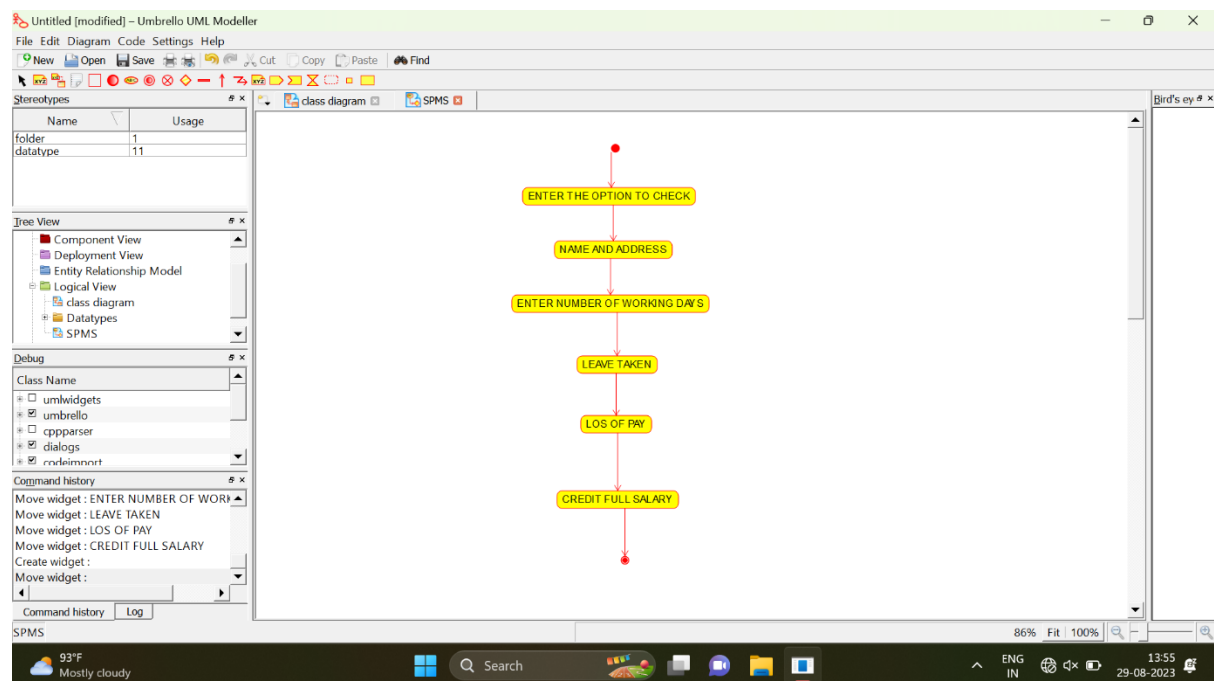 Untitled [modified] – Umbrello UML Modeller
File Edit Diagram Code Settings Help
New Open Save Cut Copy Paste Find
Stereotypes
Name Usage
folder 1
datatype 11
Tree View
Component View
Deployment View
Entity Relationship Model
Logical View
class diagram
Datatypes
SPMS
Debug
Class Name
umlwidgets
umbrello
cppparser
dialogs
codeimport
Command history
Move widget : ENTER NUMBER OF WORK
Move widget : LEAVE TAKEN
Move widget : LOS OF PAY
Move widget : CREDIT FULL SALARY
Create widget :
Move widget :
Command history Log
class diagram SPMS
ENTER THE OPTION TO CHECK
NAME AND ADDRESS
ENTER NUMBER OF WORKING DAYS
LEAVE TAKEN
LOS OF PAY
CREDIT FULL SALARY
Bird's ey
SPMS
86% Fit 100%
93°F
Mostly cloudy
Search
ENG
IN
13:55
29-08-2023